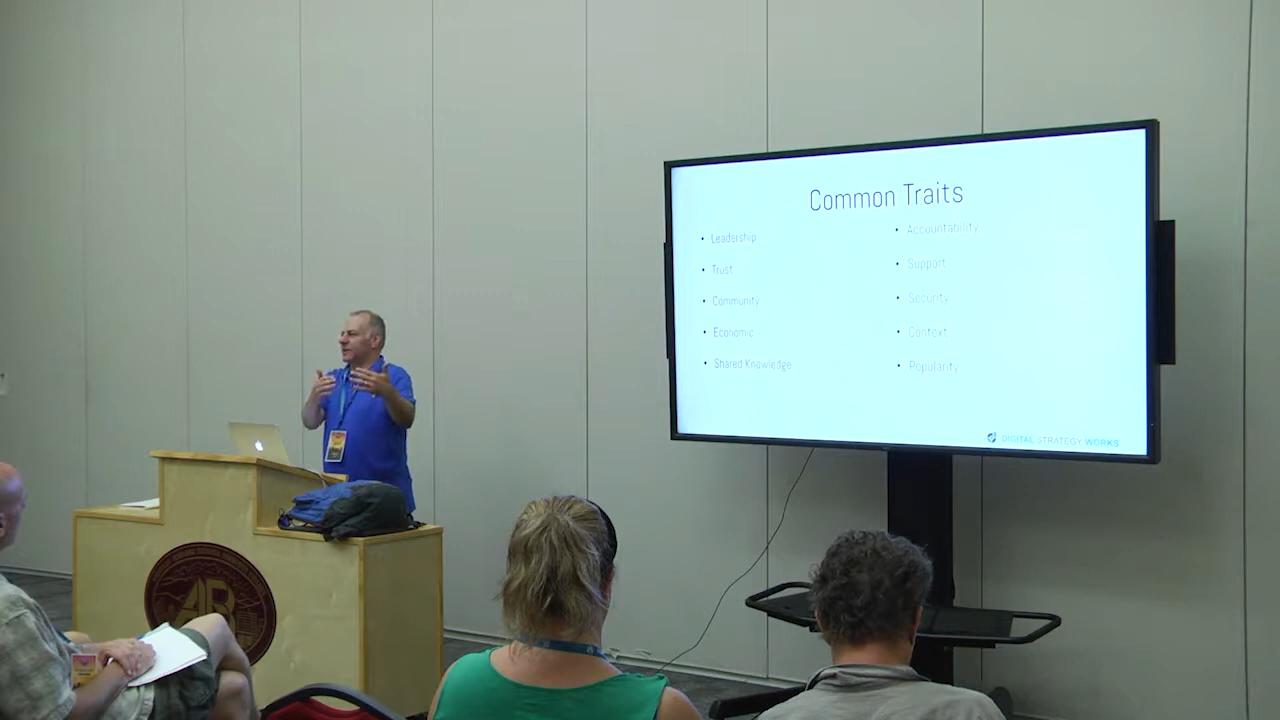 Common Traits
• Leadership
• Trust
• Community
• Economic
• Shared Knowledge
• Accountability
• Support
• Security
• Context
• Popularity
DIGITAL STRATEGY WORKS